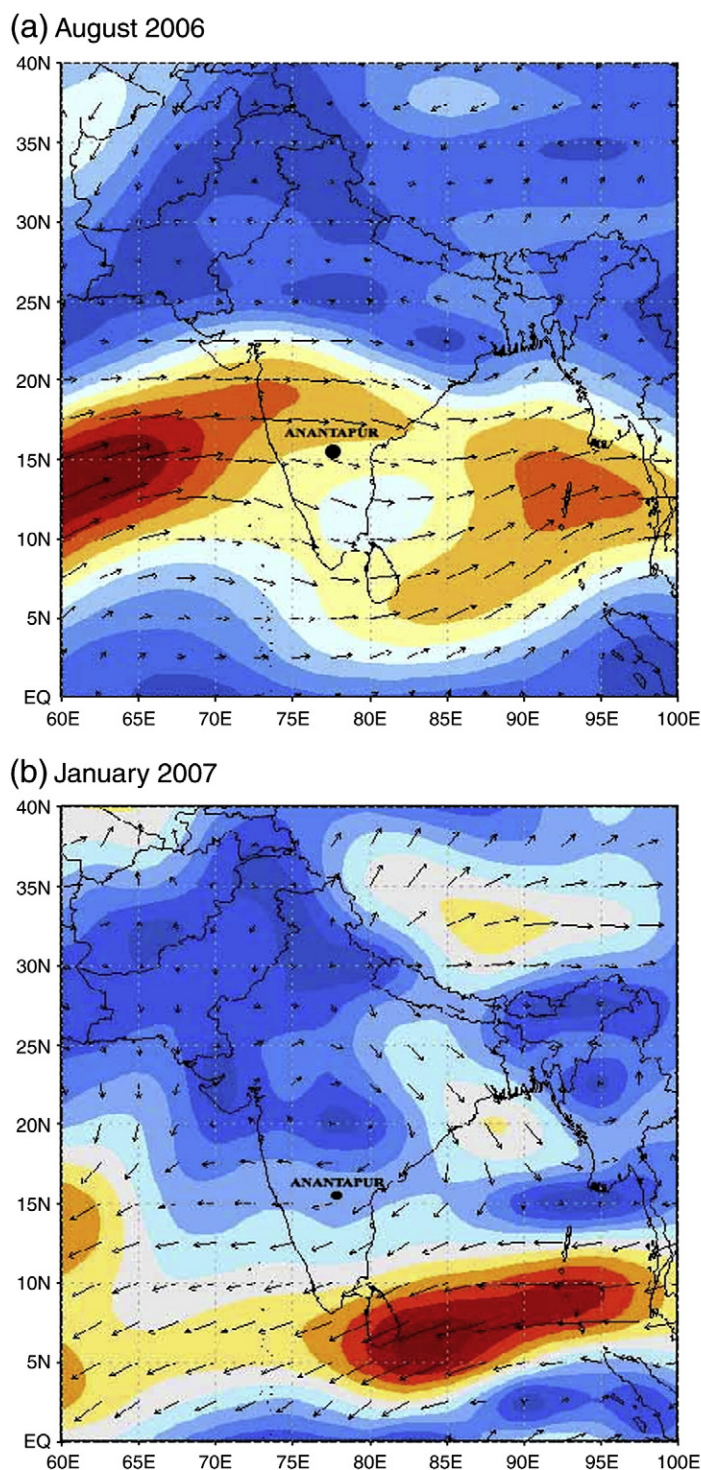 (a) August 2006
40N
35N
30N
25N
20N
15N
10N
5N
EQ
ANANTAPUR
60E 65E 70E 75E 80E 85E 90E 95E 100E
(b) January 2007
40N
35N
30N
25N
20N
15N
10N
5N
EQ
ANANTAPUR
60E 65E 70E 75E 80E 85E 90E 95E 100E